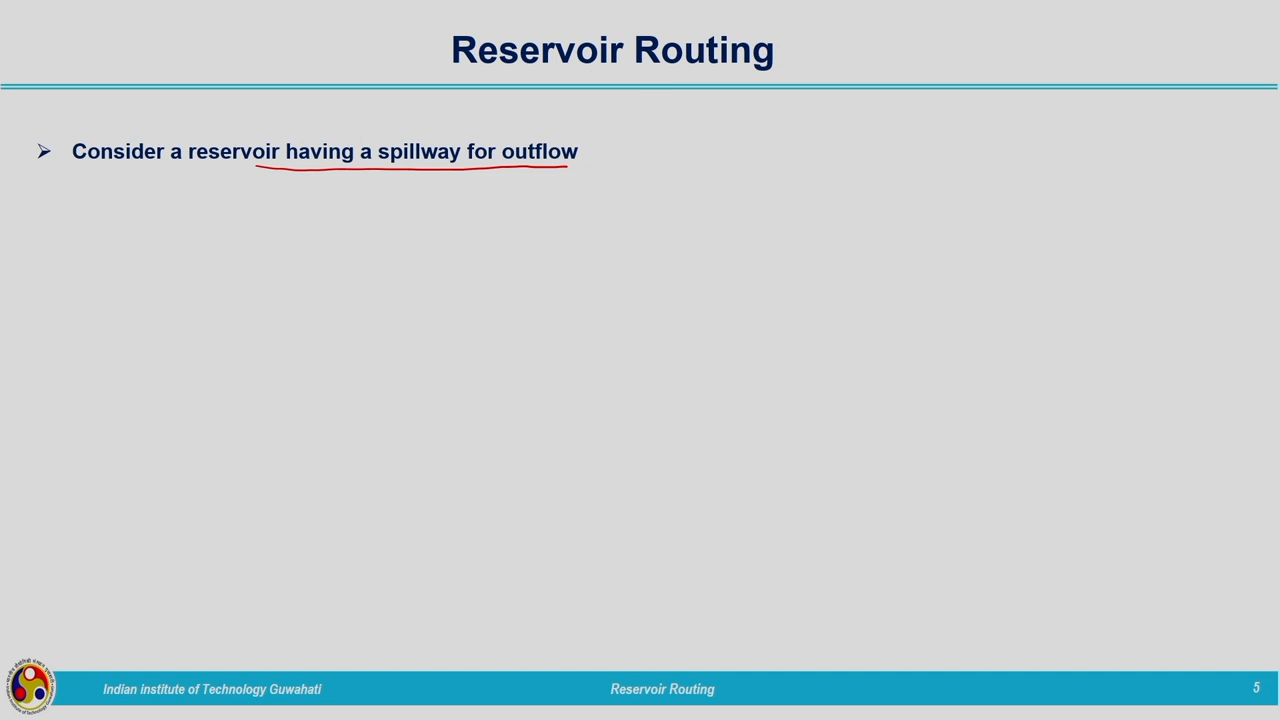 Reservoir Routing
➢ Consider a reservoir having a spillway for outflow
Indian institute of Technology Guwahati
Reservoir Routing
5